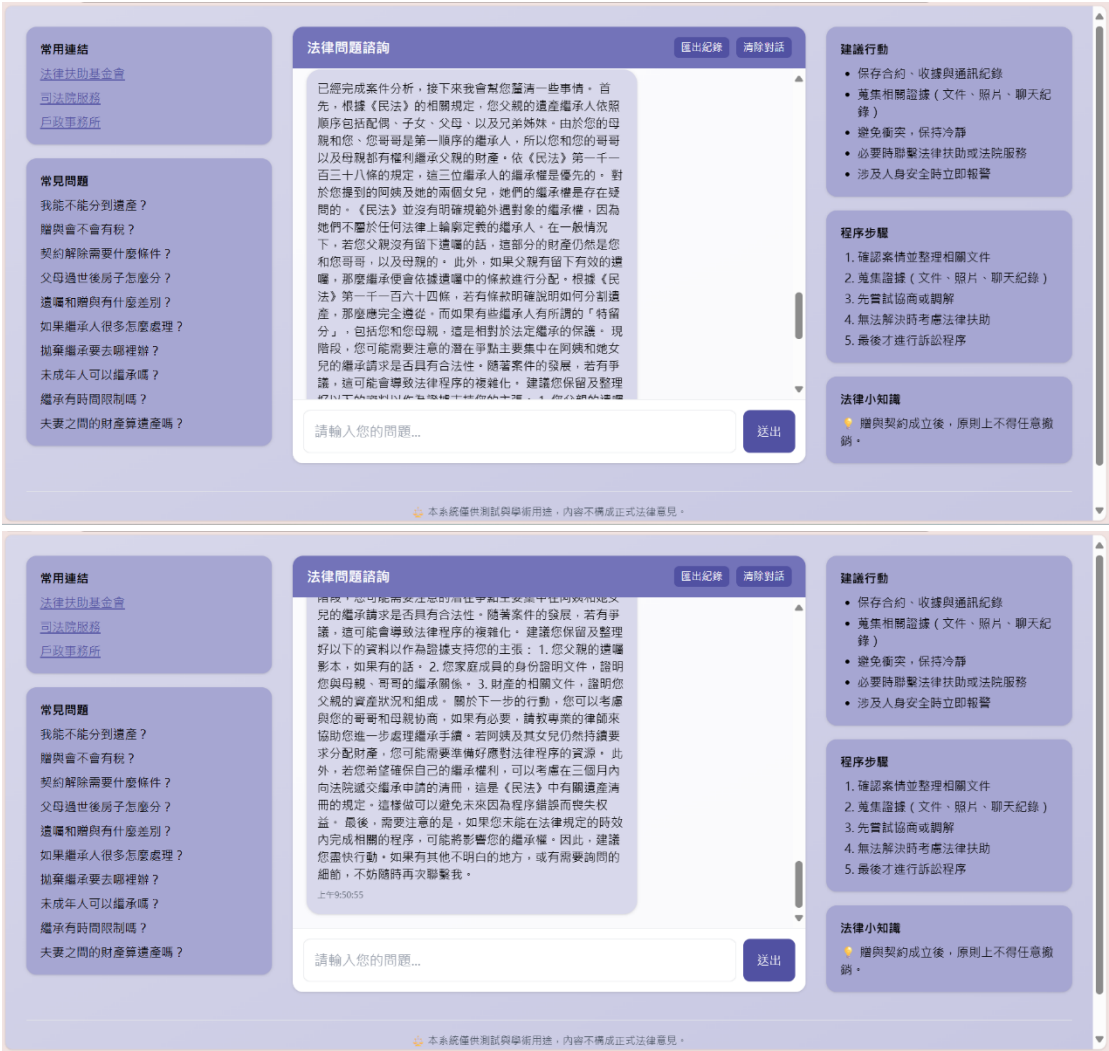 常用連結
法律扶助基金會
司法院服務
戶政事務所
常見問題
我能不能分到遺產？
贈與會不會有稅？
契約解除需要什麼條件？
父母過世後房子怎麼分？
遺囑和贈與有什麼差別？
如果繼承人很多怎麼處理？
拋棄繼承要去哪裡辦？
未成年人可以繼承嗎？
繼承有時間限制嗎？
夫妻之間的財產算遺產嗎？
法律問題諮詢
匯出紀錄
清除對話
已經完成案件分析，接下來我會幫您釐清一些事情。 首
先，根據《民法》的相關規定，您父親的遺產繼承人依照
順序包括配偶、子女、父母、以及兄弟姊妹。由於您的母
親和您、您哥哥是第一順序的繼承人，所以您和您的哥哥
以及母親都有權利繼承父親的財產。依《民法》第一千一
百三十八條的規定，這三位繼承人的繼承權是優先的。 對
於您提到的阿姨及她的兩個女兒，她們的繼承權是存在疑
問的。《民法》並沒有明確規範外遇對象的繼承權，因為
她們不屬於任何法律上輪廓定義的繼承人。在一般情況
下，若您父親沒有留下遺囑的話，這部分的財產仍然是您
和您哥哥，以及母親的。 此外，如果父親有留下有效的遺
囑，那麼繼承便會依據遺囑中的條款進行分配。根據《民
法》第一千一百六十四條，若有條款明確說明如何分割遺
產，那麼應完全遵從。而如果有些繼承人有所謂的「特留
分」，包括您和您母親，這是相對於法定繼承的保護。 現
階段，您可能需要注意的潛在爭點主要集中在阿姨和她女
兒的繼承請求是否具有合法性。隨著案件的發展，若有爭
議，這可能會導致法律程序的複雜化。 建議您保留及整理
好以下的資料以作為證據支持您的主張： 1. 您父親的遺囑
請輸入您的問題...
送出
建議行動
• 保存合約、收據與通訊紀錄
• 蒐集相關證據（文件、照片、聊天紀
錄）
• 避免衝突，保持冷靜
• 必要時聯繫法律扶助或法院服務
• 涉及人身安全時立即報警
程序步驟
1. 確認案情並整理相關文件
2. 蒐集證據（文件、照片、聊天紀錄）
3. 先嘗試協商或調解
4. 無法解決時考慮法律扶助
5. 最後才進行訴訟程序
法律小知識
💡 贈與契約成立後，原則上不得任意撤
銷。
本系統僅供測試與學術用途，內容不構成正式法律意見。
常用連結
法律扶助基金會
司法院服務
戶政事務所
常見問題
我能不能分到遺產？
贈與會不會有稅？
契約解除需要什麼條件？
父母過世後房子怎麼分？
遺囑和贈與有什麼差別？
如果繼承人很多怎麼處理？
拋棄繼承要去哪裡辦？
未成年人可以繼承嗎？
繼承有時間限制嗎？
夫妻之間的財產算遺產嗎？
法律問題諮詢
匯出紀錄
清除對話
階段，您可能需要注意的潛在爭點主要集中在阿姨和她女
兒的繼承請求是否具有合法性。隨著案件的發展，若有爭
議，這可能會導致法律程序的複雜化。 建議您保留及整理
好以下的資料以作為證據支持您的主張： 1. 您父親的遺囑
影本，如果有的話。 2. 您家庭成員的身份證明文件，證明
您與母親、哥哥的繼承關係。 3. 財產的相關文件，證明您
父親的資產狀況和組成。 關於下一步的行動，您可以考慮
與您的哥哥和母親協商，如果有必要，請教專業的律師來
協助您進一步處理繼承手續。若阿姨及其女兒仍然持續要
求分配財產，您可能需要準備好應對法律程序的資源。 此
外，若您希望確保自己的繼承權利，可以考慮在三個月內
向法院遞交繼承申請的清冊，這是《民法》中有關遺產清
冊的規定。這樣做可以避免未來因為程序錯誤而喪失權
益。 最後，需要注意的是，如果您未能在法律規定的時效
內完成相關的程序，可能將影響您的繼承權。因此，建議
您盡快行動。如果有其他不明白的地方，或有需要詢問的
細節，不妨隨時再次聯繫我。
上午9:50:55
請輸入您的問題...
送出
建議行動
• 保存合約、收據與通訊紀錄
• 蒐集相關證據（文件、照片、聊天紀
錄）
• 避免衝突，保持冷靜
• 必要時聯繫法律扶助或法院服務
• 涉及人身安全時立即報警
程序步驟
1. 確認案情並整理相關文件
2. 蒐集證據（文件、照片、聊天紀錄）
3. 先嘗試協商或調解
4. 無法解決時考慮法律扶助
5. 最後才進行訴訟程序
法律小知識
💡 贈與契約成立後，原則上不得任意撤
銷。
本系統僅供測試與學術用途，內容不構成正式法律意見。